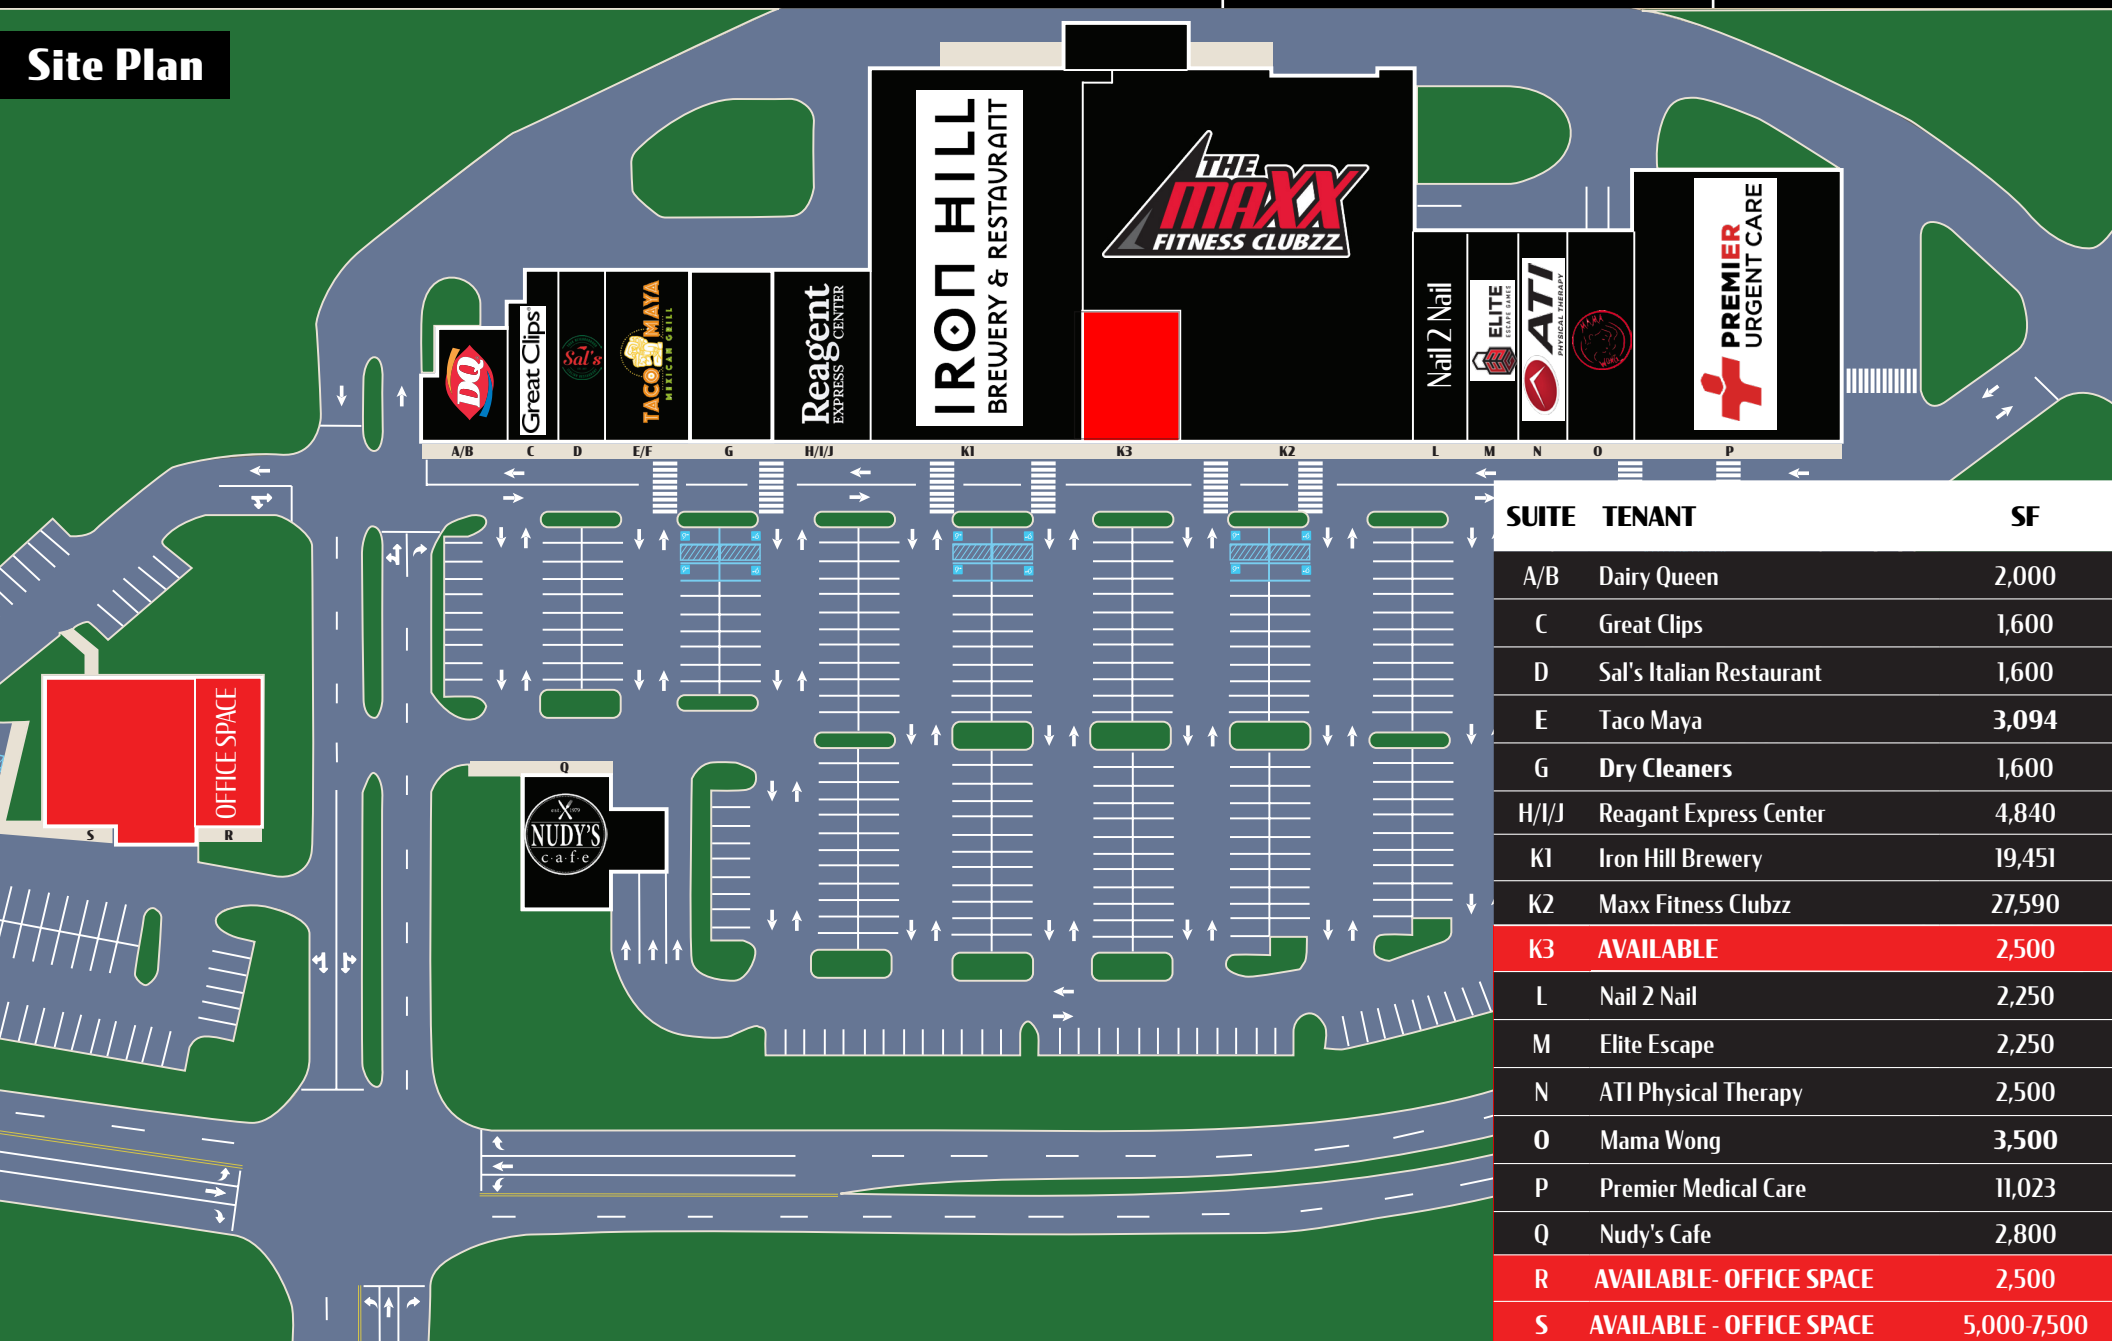 Site Plan
IRON HILL
BREWERY & RESTAURANT
THE
MAXX
FITNESS CLUBZZ
DQ
Great Clips
Sal's
TACO MAYA
MEXICAN GRILL
Reagent
EXPRESS CENTER
Nail 2 Nail
ELITE
ESCAPE GAMES
ATI
PHYSICAL THERAPY
MAMA
WONG
PREMIER
URGENT CARE
A/B C D E/F G H/I/J K1 K3 K2 L M N O P
OFFICE SPACE
S R
Q
est 1979
NUDY'S
c·a·f·e
SUITE TENANT SF
A/B Dairy Queen 2,000
C Great Clips 1,600
D Sal's Italian Restaurant 1,600
E Taco Maya 3,094
G Dry Cleaners 1,600
H/I/J Reagant Express Center 4,840
K1 Iron Hill Brewery 19,451
K2 Maxx Fitness Clubzz 27,590
K3 AVAILABLE 2,500
L Nail 2 Nail 2,250
M Elite Escape 2,250
N ATI Physical Therapy 2,500
O Mama Wong 3,500
P Premier Medical Care 11,023
Q Nudy's Cafe 2,800
R AVAILABLE- OFFICE SPACE 2,500
S AVAILABLE - OFFICE SPACE 5,000-7,500